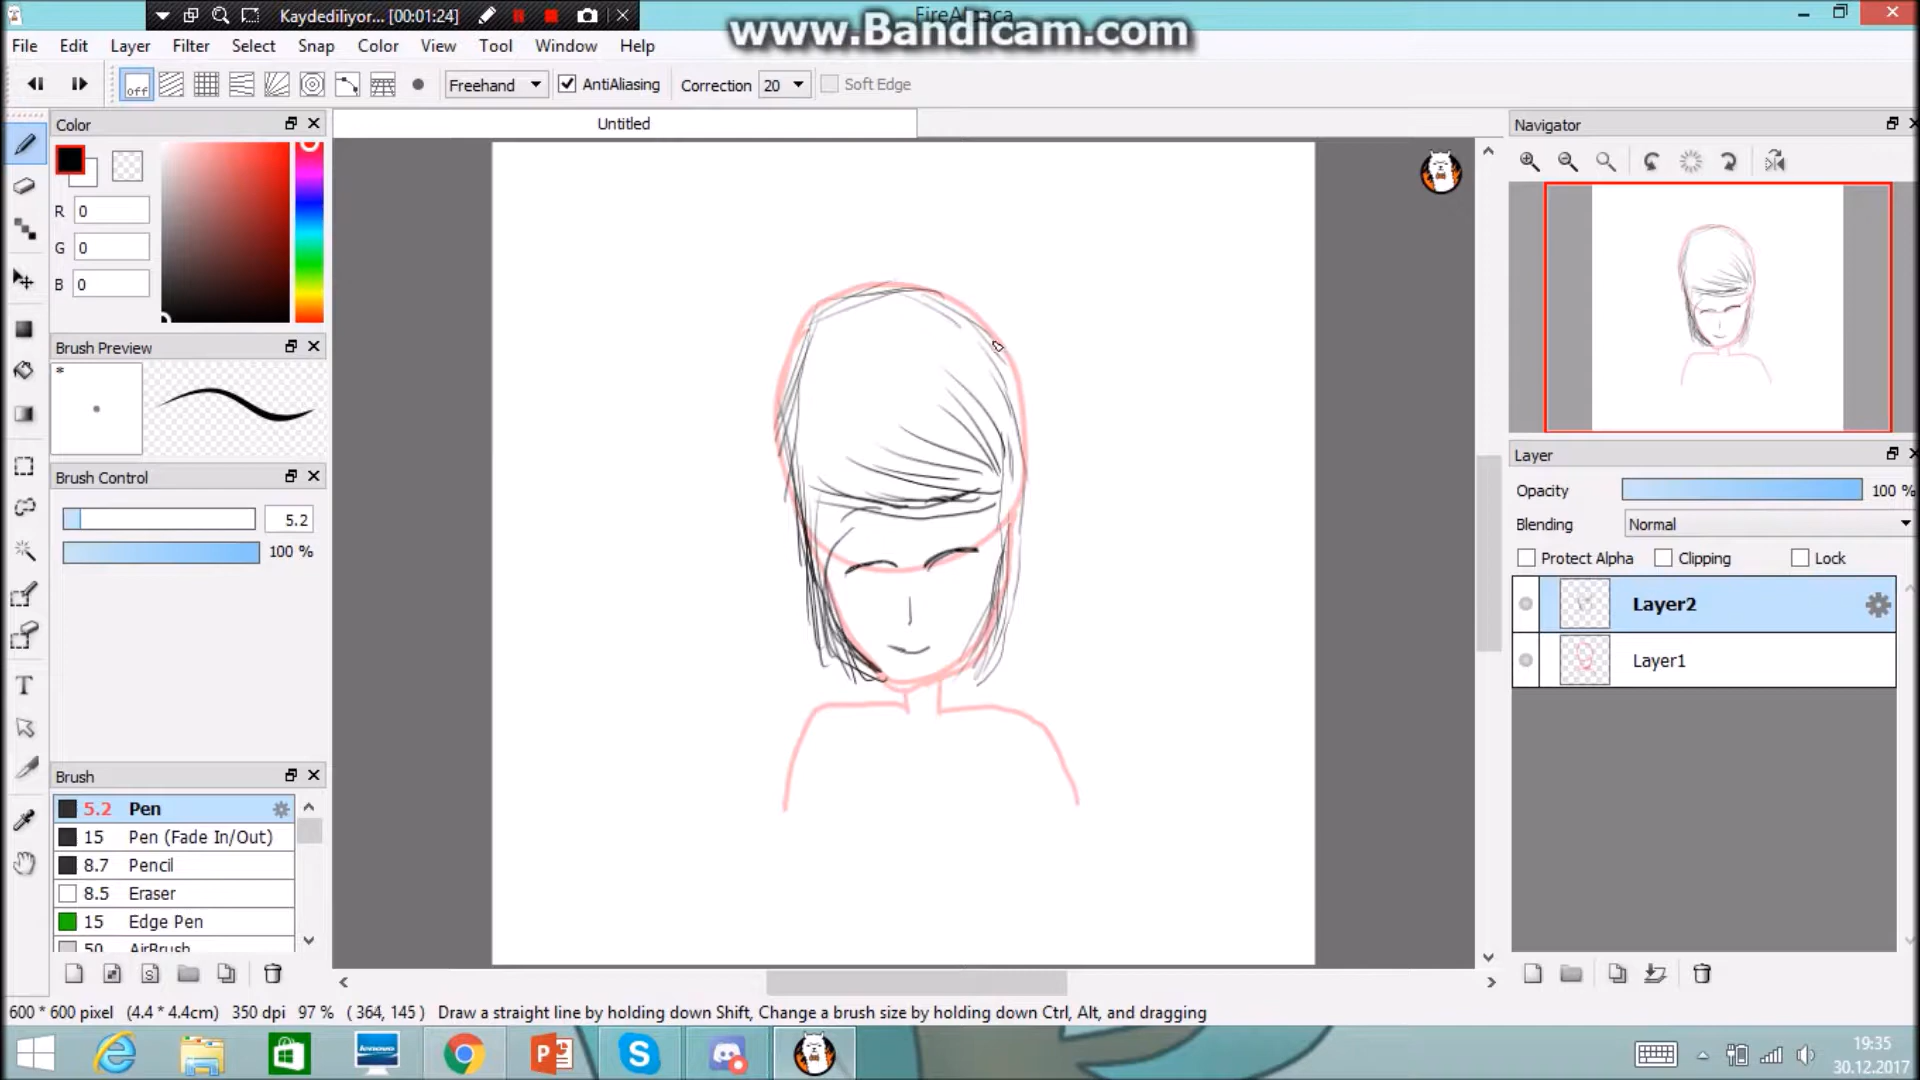 Kaydediliyor... [00:01:24]
FireAlpaca
www.Bandicam.com
File Edit Layer Filter Select Snap Color View Tool Window Help
off Freehand AntiAliasing Correction 20 Soft Edge
Color
Untitled
Navigator
R 0
G 0
B 0
Brush Preview
*
Brush Control
5.2
100 %
Layer
Opacity 100 %
Blending Normal
Protect Alpha Clipping Lock
Layer2
Layer1
Brush
5.2 Pen
15 Pen (Fade In/Out)
8.7 Pencil
8.5 Eraser
15 Edge Pen
50 AirBrush
T
S
600 * 600 pixel (4.4 * 4.4cm) 350 dpi 97 % ( 364, 145 ) Draw a straight line by holding down Shift, Change a brush size by holding down Ctrl, Alt, and dragging
lenovo
19:35
30.12.2017